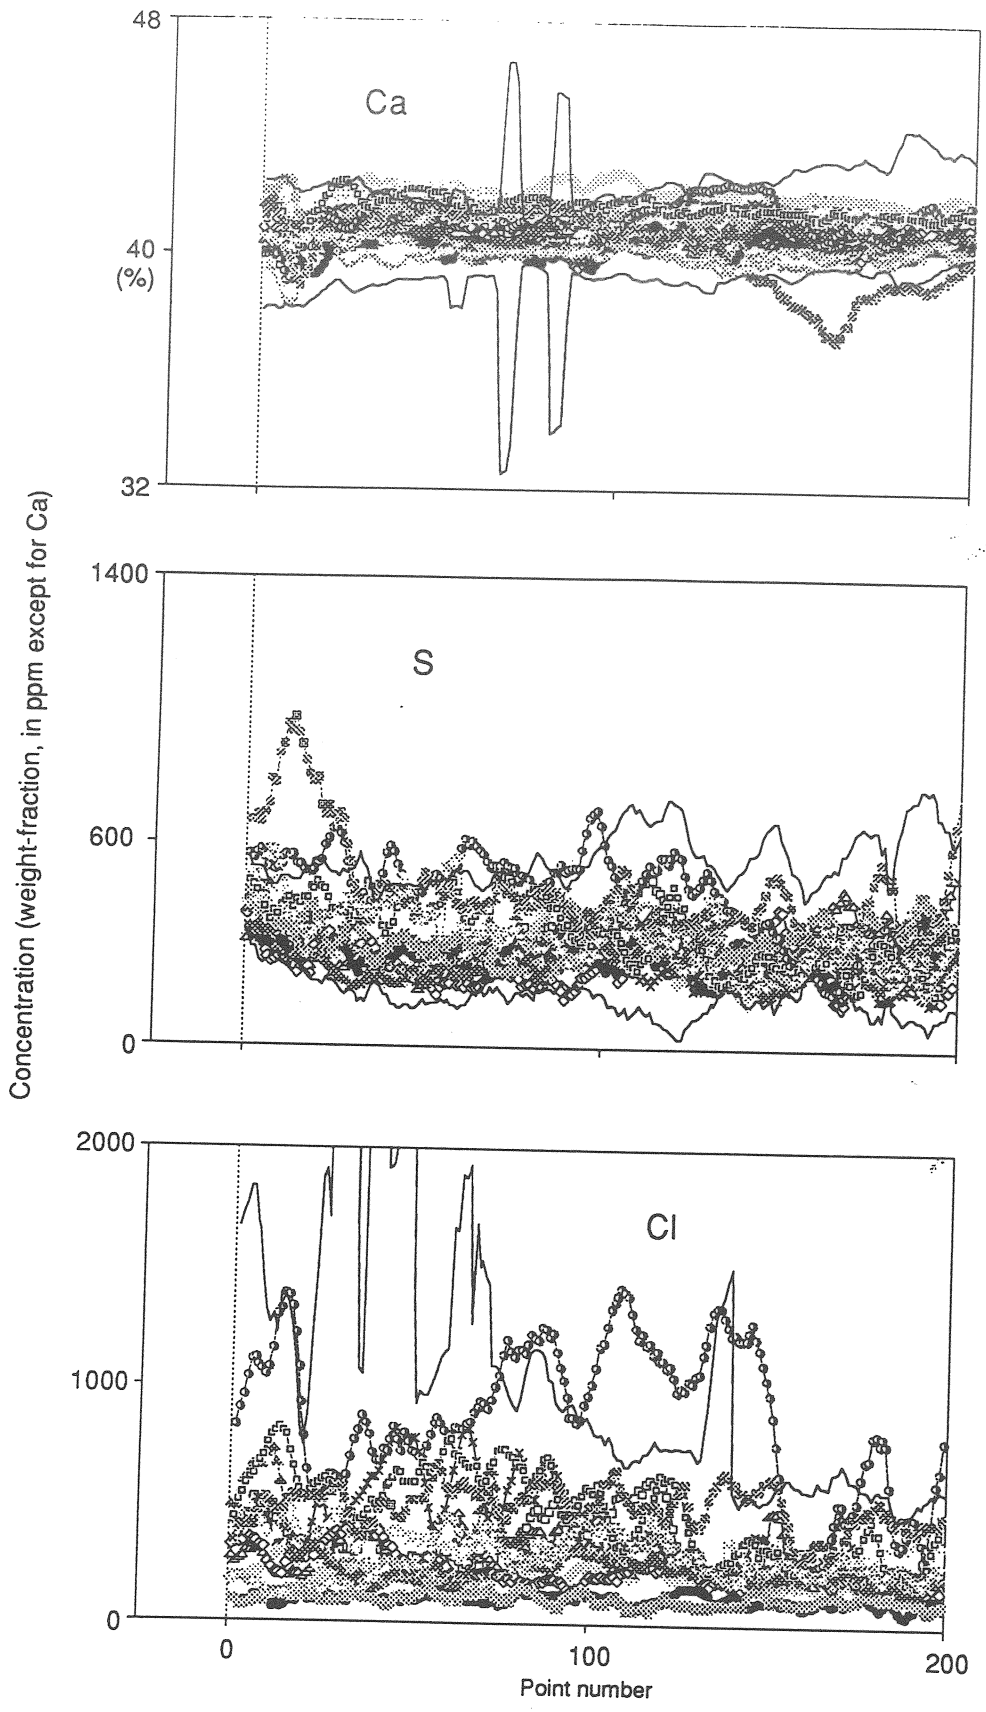 Concentration (weight-fraction, in ppm except for Ca)
48
Ca
40
(%)
32
1400
S
600
0
2000
Cl
1000
0
0
100
200
Point number